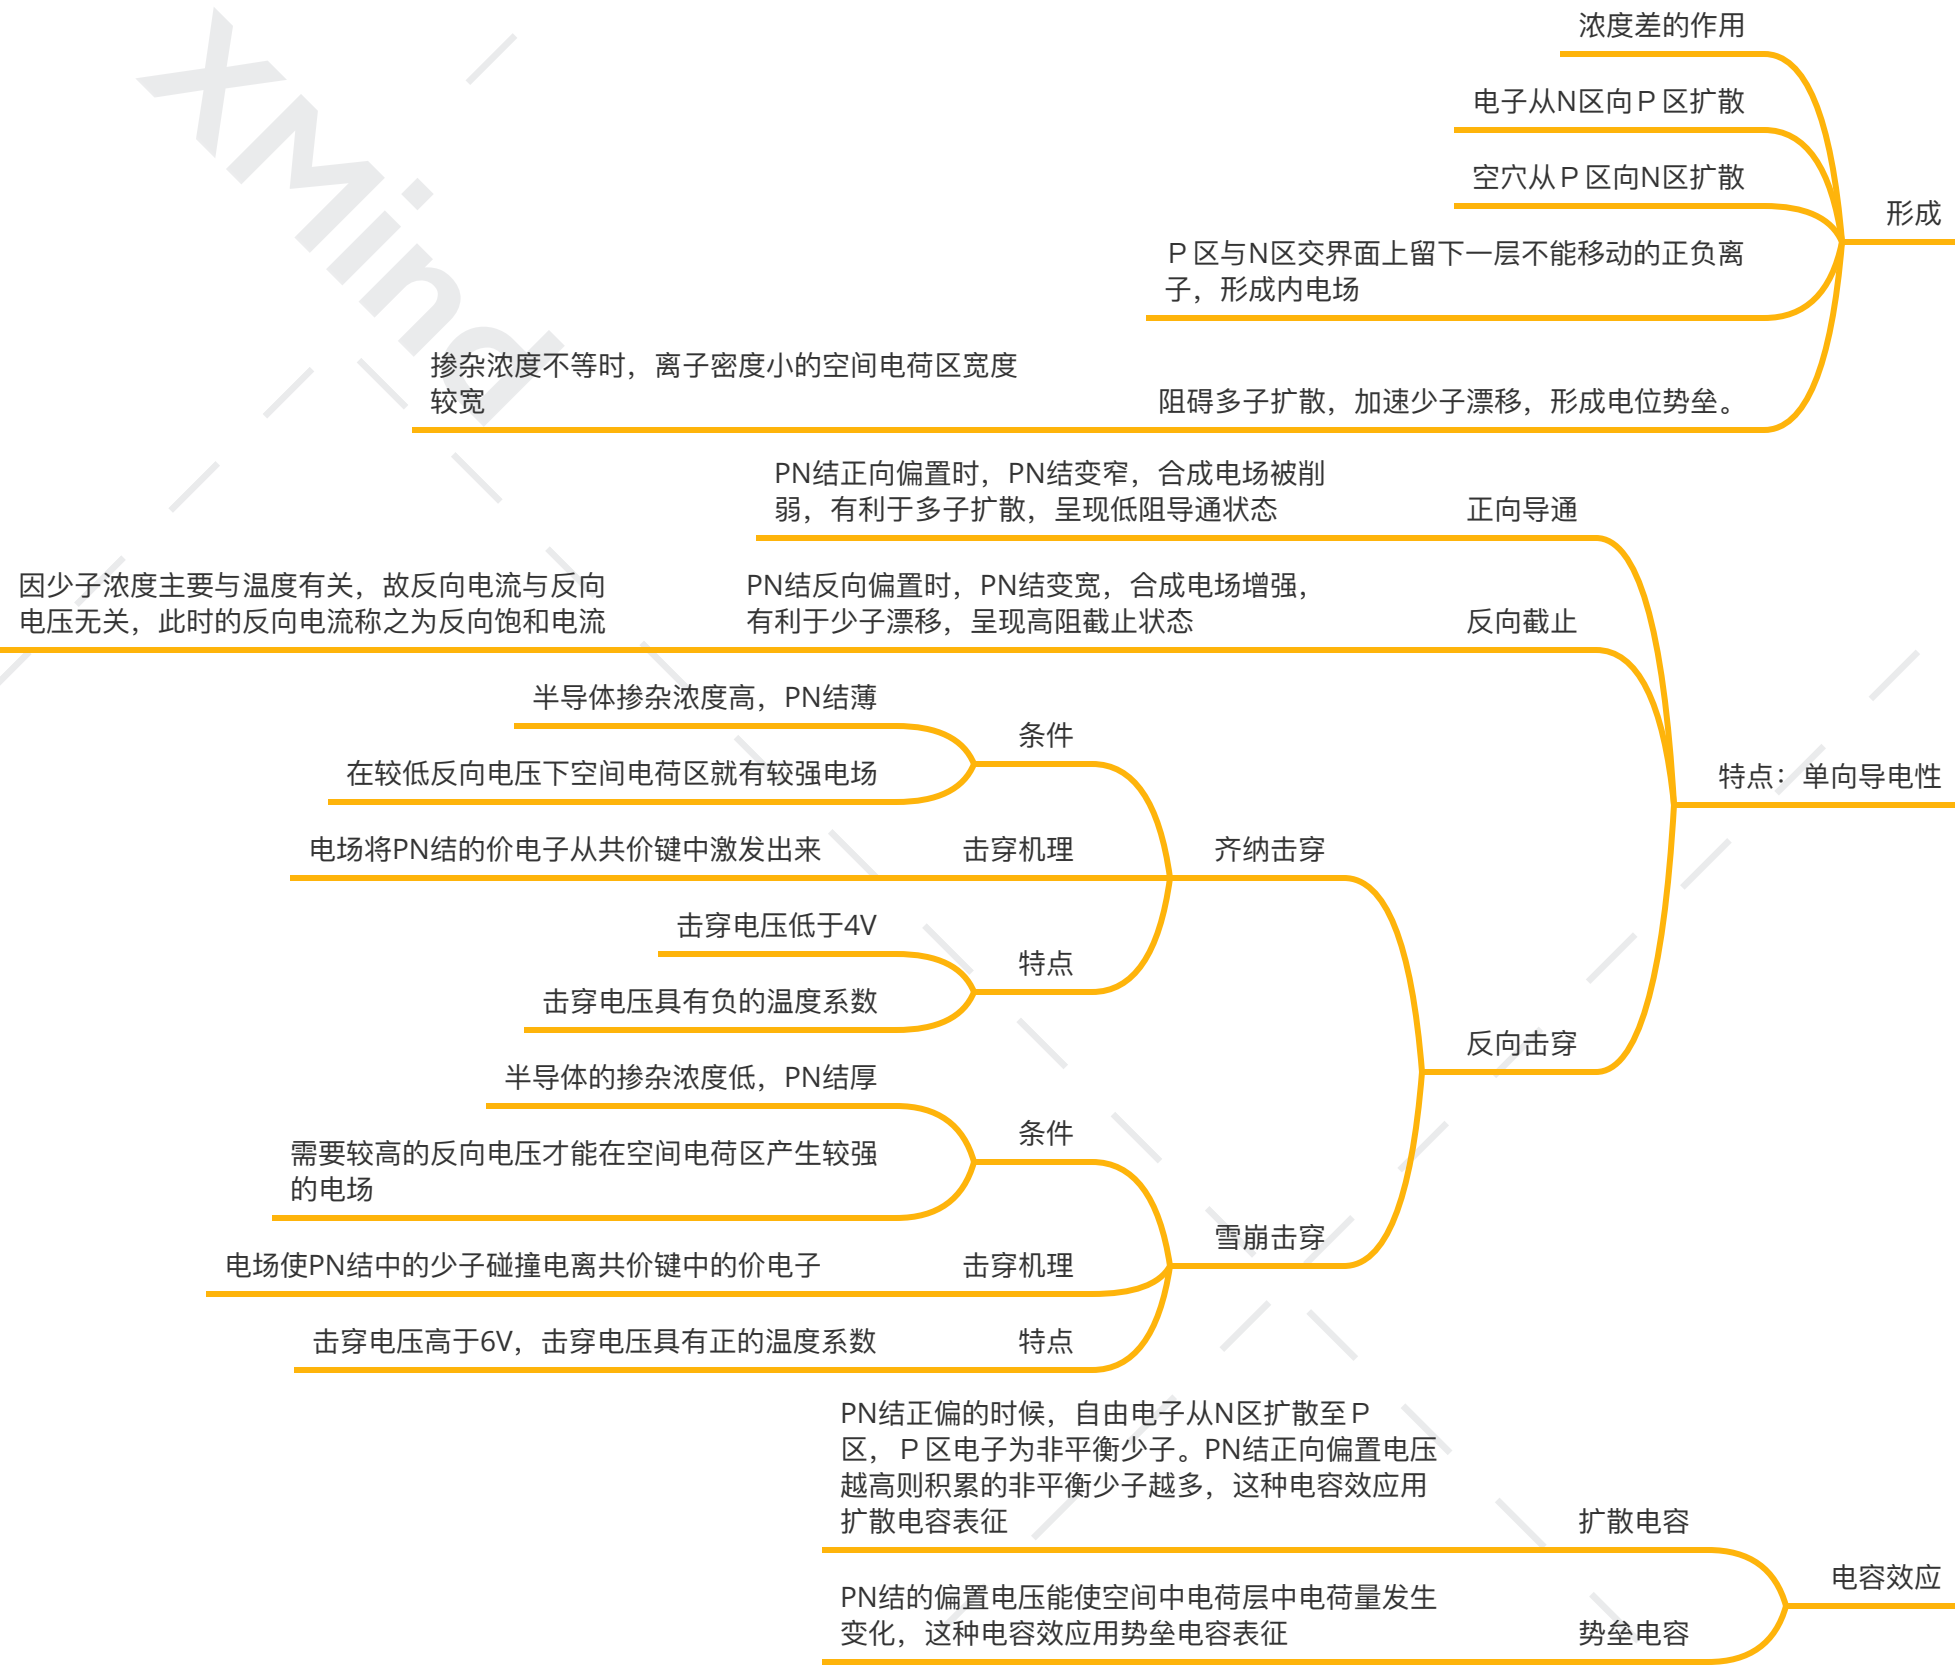 XMind
浓度差的作用
电子从N区向Ｐ区扩散
空穴从Ｐ区向N区扩散
形成
Ｐ区与N区交界面上留下一层不能移动的正负离
子，形成内电场
掺杂浓度不等时，离子密度小的空间电荷区宽度
较宽
阻碍多子扩散，加速少子漂移，形成电位势垒。
PN结正向偏置时，PN结变窄，合成电场被削
弱，有利于多子扩散，呈现低阻导通状态
正向导通
因少子浓度主要与温度有关，故反向电流与反向
电压无关，此时的反向电流称之为反向饱和电流
PN结反向偏置时，PN结变宽，合成电场增强，
有利于少子漂移，呈现高阻截止状态
反向截止
半导体掺杂浓度高，PN结薄
条件
在较低反向电压下空间电荷区就有较强电场
特点：单向导电性
电场将PN结的价电子从共价键中激发出来
击穿机理
齐纳击穿
击穿电压低于4V
特点
击穿电压具有负的温度系数
反向击穿
半导体的掺杂浓度低，PN结厚
条件
需要较高的反向电压才能在空间电荷区产生较强
的电场
雪崩击穿
电场使PN结中的少子碰撞电离共价键中的价电子
击穿机理
击穿电压高于6V，击穿电压具有正的温度系数
特点
PN结正偏的时候，自由电子从N区扩散至Ｐ
区，Ｐ区电子为非平衡少子。PN结正向偏置电压
越高则积累的非平衡少子越多，这种电容效应用
扩散电容表征
扩散电容
电容效应
PN结的偏置电压能使空间中电荷层中电荷量发生
变化，这种电容效应用势垒电容表征
势垒电容